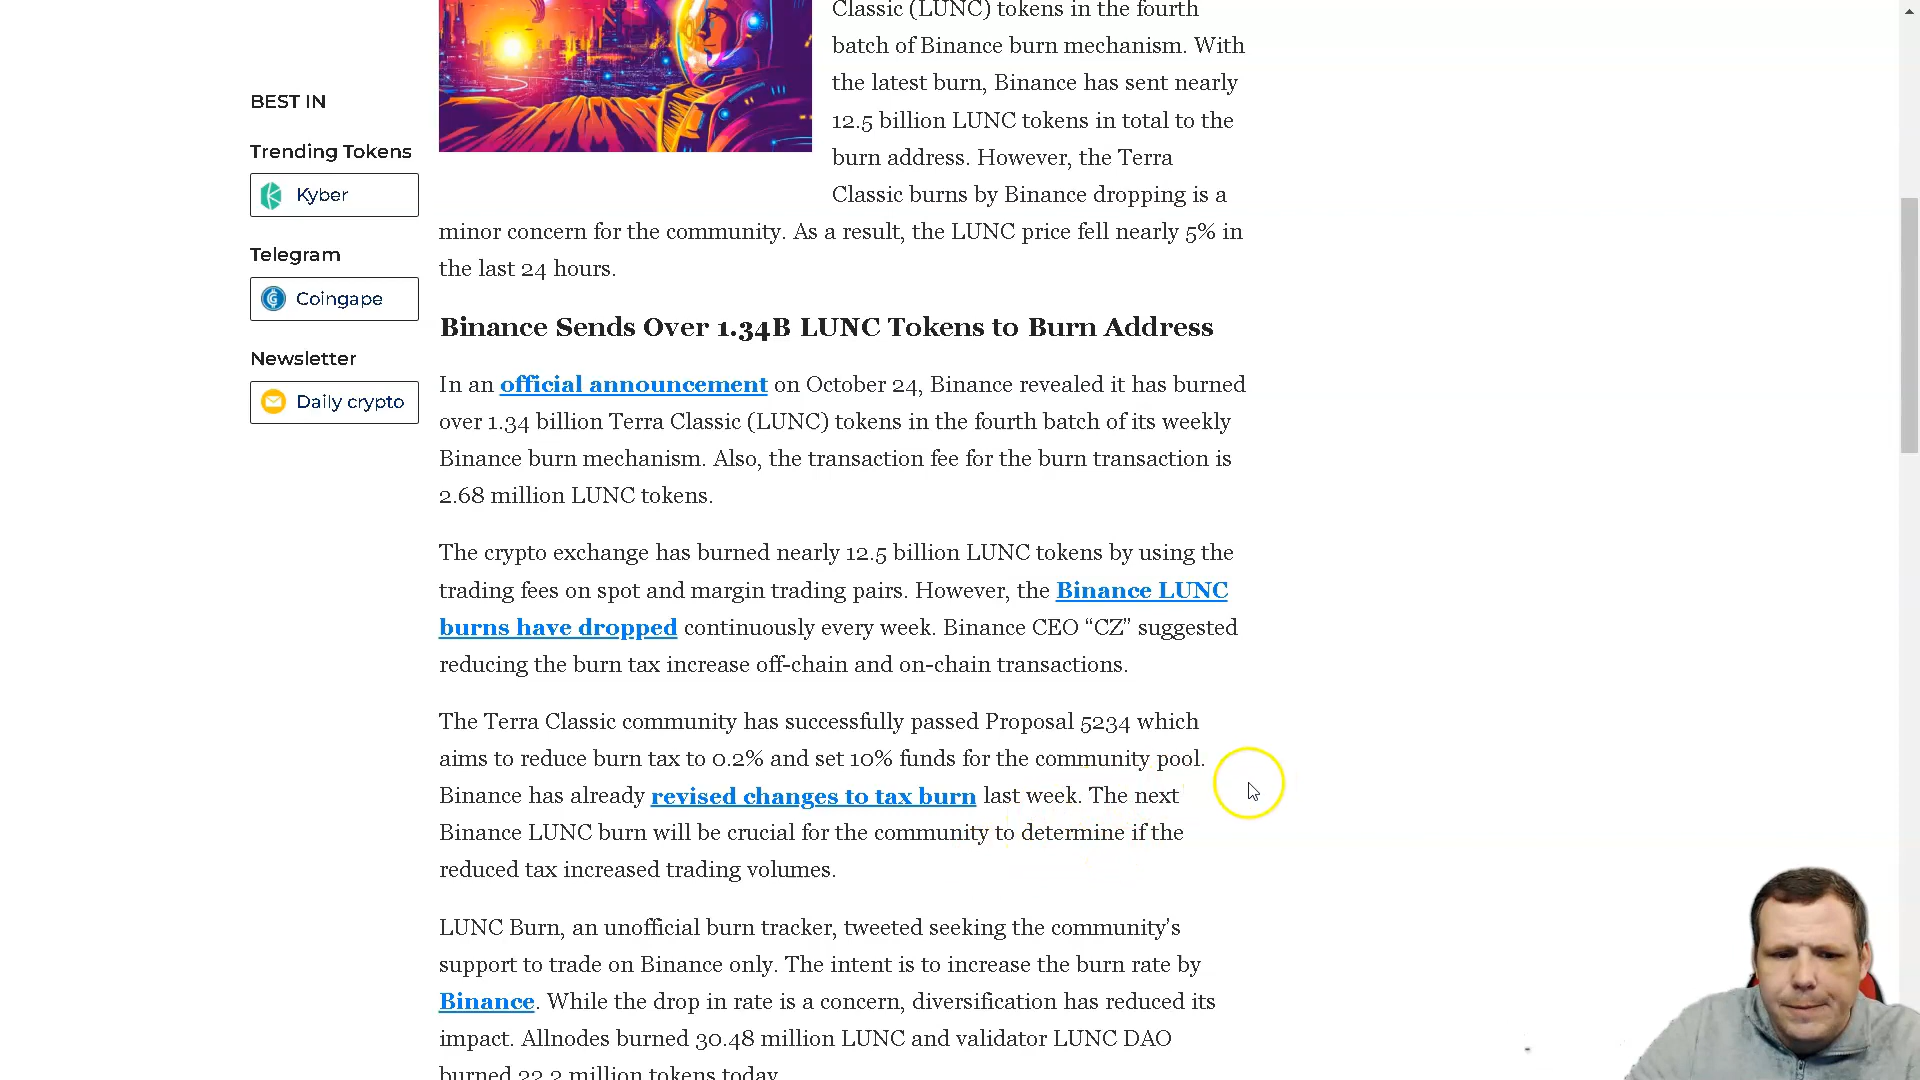 Classic (LUNC) tokens in the fourth
batch of Binance burn mechanism. With
the latest burn, Binance has sent nearly
12.5 billion LUNC tokens in total to the
burn address. However, the Terra
Classic burns by Binance dropping is a
minor concern for the community. As a result, the LUNC price fell nearly 5% in
the last 24 hours.
BEST IN
Trending Tokens
Kyber
Telegram
Coingape
Newsletter
Daily crypto
Binance Sends Over 1.34B LUNC Tokens to Burn Address
In an official announcement on October 24, Binance revealed it has burned
over 1.34 billion Terra Classic (LUNC) tokens in the fourth batch of its weekly
Binance burn mechanism. Also, the transaction fee for the burn transaction is
2.68 million LUNC tokens.
The crypto exchange has burned nearly 12.5 billion LUNC tokens by using the
trading fees on spot and margin trading pairs. However, the Binance LUNC
burns have dropped continuously every week. Binance CEO “CZ” suggested
reducing the burn tax increase off-chain and on-chain transactions.
The Terra Classic community has successfully passed Proposal 5234 which
aims to reduce burn tax to 0.2% and set 10% funds for the community pool.
Binance has already revised changes to tax burn last week. The next
Binance LUNC burn will be crucial for the community to determine if the
reduced tax increased trading volumes.
LUNC Burn, an unofficial burn tracker, tweeted seeking the community’s
support to trade on Binance only. The intent is to increase the burn rate by
Binance. While the drop in rate is a concern, diversification has reduced its
impact. Allnodes burned 30.48 million LUNC and validator LUNC DAO
burned 22.2 million tokens today